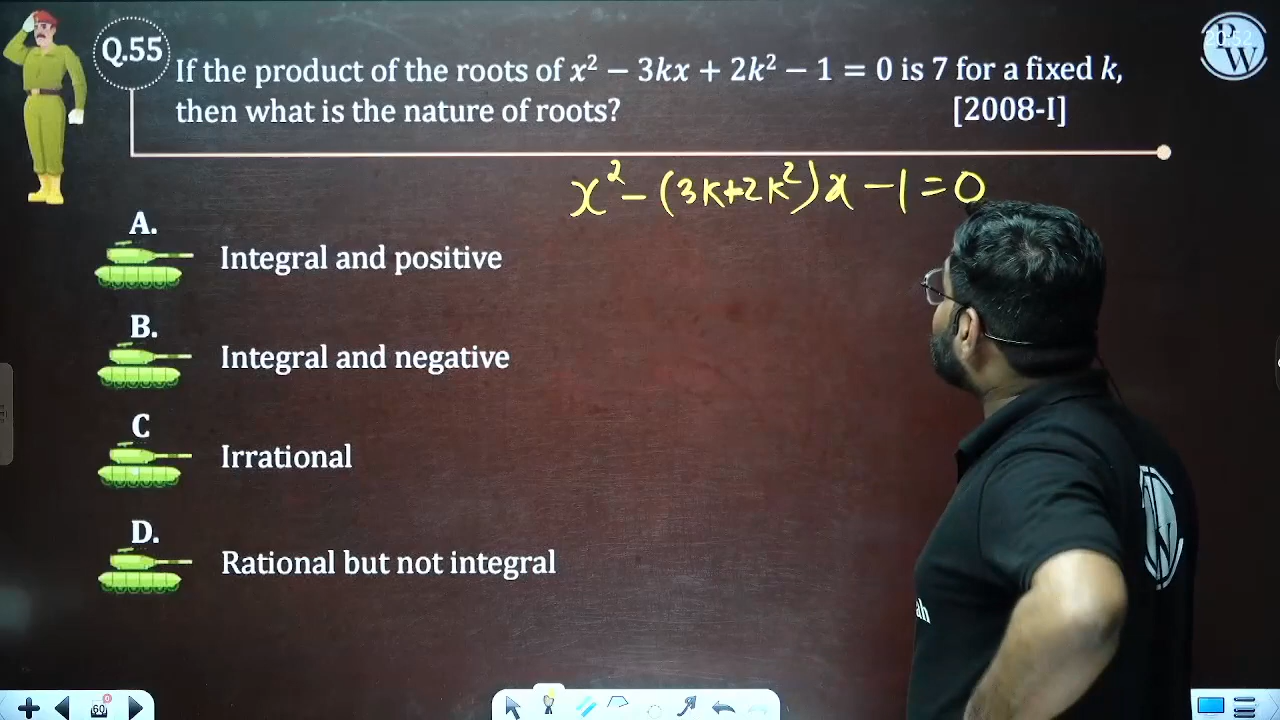 Q.55
If the product of the roots of x² − 3kx + 2k² − 1 = 0 is 7 for a fixed k,
then what is the nature of roots? [2008-I]
x² − (3k+2k²)x − 1 = 0
A.
Integral and positive
B.
Integral and negative
C
Irrational
D.
Rational but not integral
PW
ah
60